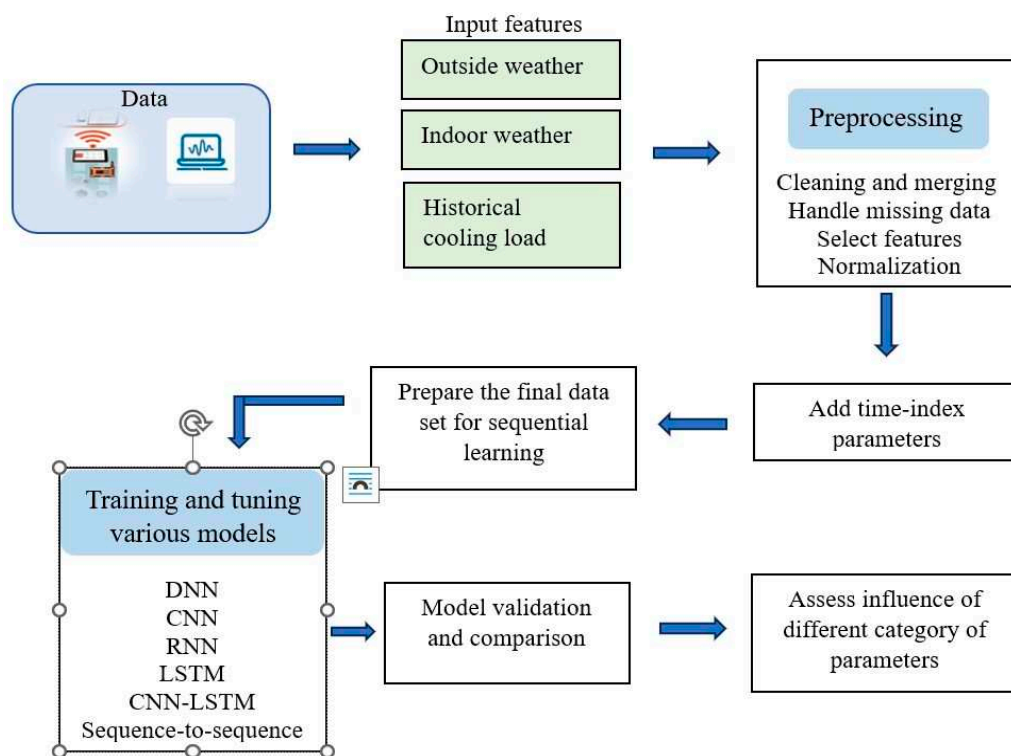 Input features
Data
Outside weather
Indoor weather
Historical
cooling load
Preprocessing
Cleaning and merging
Handle missing data
Select features
Normalization
Add time-index
parameters
Prepare the final data
set for sequential
learning
Training and tuning
various models
DNN
CNN
RNN
LSTM
CNN-LSTM
Sequence-to-sequence
Model validation
and comparison
Assess influence of
different category of
parameters